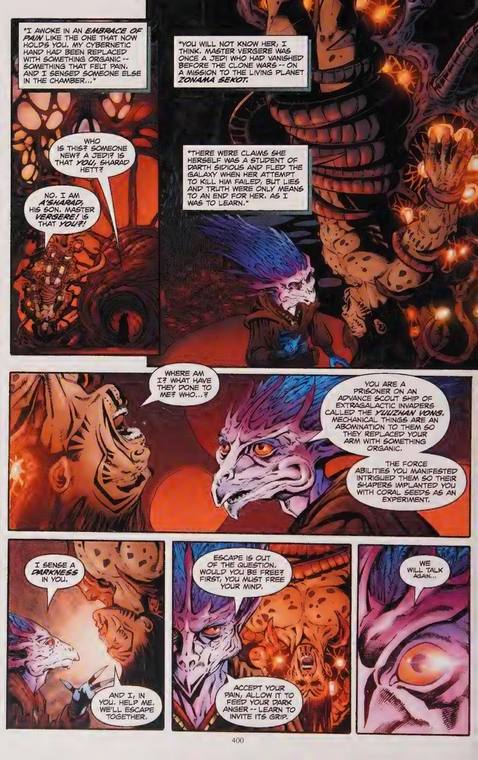 "I AWOKE IN AN EMBRACE OF
PAIN LIKE THE ONE THAT NOW
HOLDS YOU. MY CYBERNETIC
HAND HAD BEEN REPLACED
WITH SOMETHING ORGANIC--
SOMETHING THAT FELT PAIN.
AND I SENSED SOMEONE ELSE
IN THE CHAMBER..."
WHO
IS THIS? SOMEONE
NEW? A JEDI? IS
THAT YOU, SHARAD
HETT?
NO. I AM
A'SHARAD,
HIS SON. MASTER
VERGERE! IS
THAT YOU?!
"YOU WILL NOT KNOW HER, I
THINK. MASTER VERGERE WAS
ONCE A JEDI WHO HAD VANISHED
BEFORE THE CLONE WARS -- ON
A MISSION TO THE LIVING PLANET
ZONAMA SEKOT.
"THERE WERE CLAIMS SHE
HERSELF WAS A STUDENT OF
DARTH SIDIOUS AND FLED THE
GALAXY WHEN HER ATTEMPT
TO KILL HIM FAILED, BUT LIES
AND TRUTH WERE ONLY MEANS
TO AN END FOR HER. AS I
WAS TO LEARN."
WHERE AM
I? WHAT HAVE
THEY DONE TO
ME? WHO...?
YOU ARE A
PRISONER ON AN
ADVANCE SCOUT SHIP OF
EXTRAGALACTIC INVADERS
CALLED THE YUUZHAN VONG.
MECHANICAL THINGS ARE AN
ABOMINATION TO THEM SO
THEY REPLACED YOUR
ARM WITH SOMETHING
ORGANIC.
THE FORCE
ABILITIES YOU MANIFESTED
INTRIGUED THEM SO THEIR
SHAPERS IMPLANTED YOU
WITH CORAL SEEDS AS AN
EXPERIMENT.
I SENSE A
DARKNESS
IN YOU.
AND I, IN
YOU. HELP ME.
WE'LL ESCAPE
TOGETHER.
ESCAPE IS OUT
OF THE QUESTION.
WOULD YOU BE FREE?
FIRST, YOU MUST FREE
YOUR MIND.
ACCEPT YOUR
PAIN, ALLOW IT TO
FEED YOUR DARK
ANGER -- LEARN TO
INVITE ITS GRIP.
WE
WILL TALK
AGAIN...
400